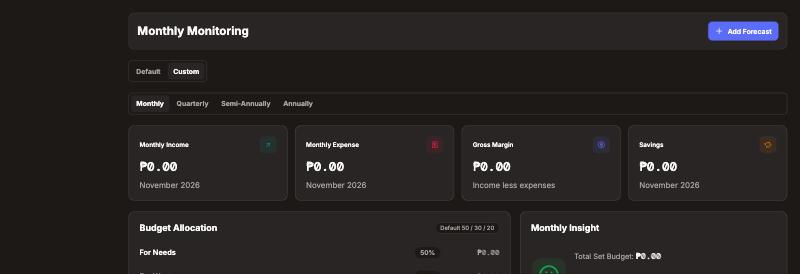 Monthly Monitoring
+ Add Forecast
Default Custom
Monthly Quarterly Semi-Annually Annually
Monthly Income Monthly Expense Gross Margin Savings
₱0.00 ₱0.00 ₱0.00 ₱0.00
November 2026 November 2026 Income less expenses November 2026
Budget Allocation Default 50 / 30 / 20 Monthly Insight
For Needs 50% ₱0.00
Total Set Budget: ₱0.00